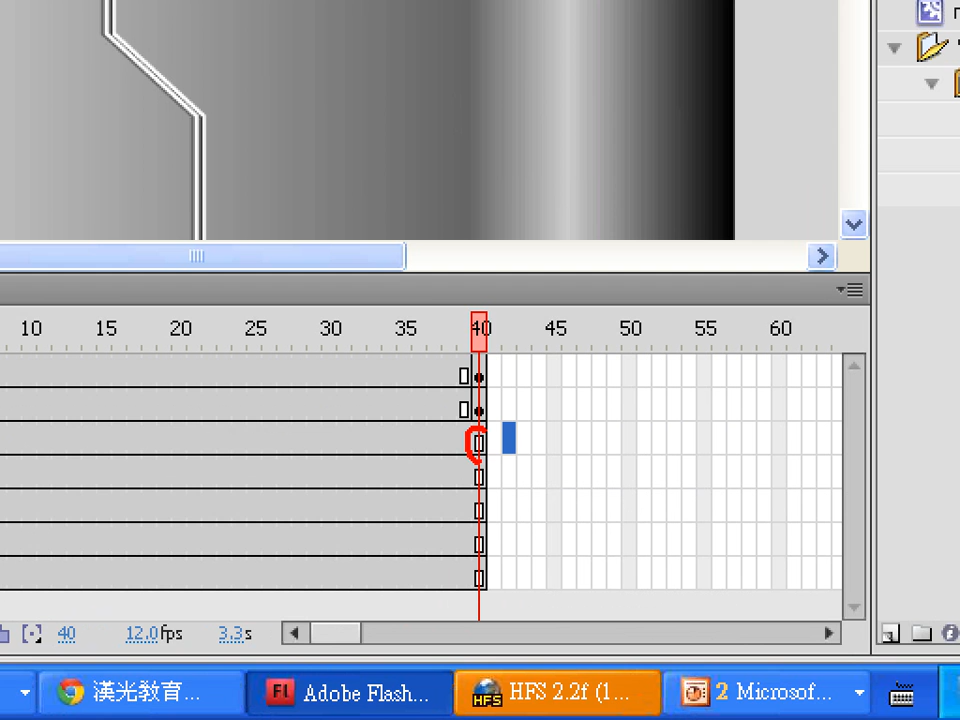 10 15 20 25 30 35 40 45 50 55 60
40 12.0fps 3.3s
漢光教育... Fl Adobe Flash... HFS HFS 2.2f (1... 2 Microsof...